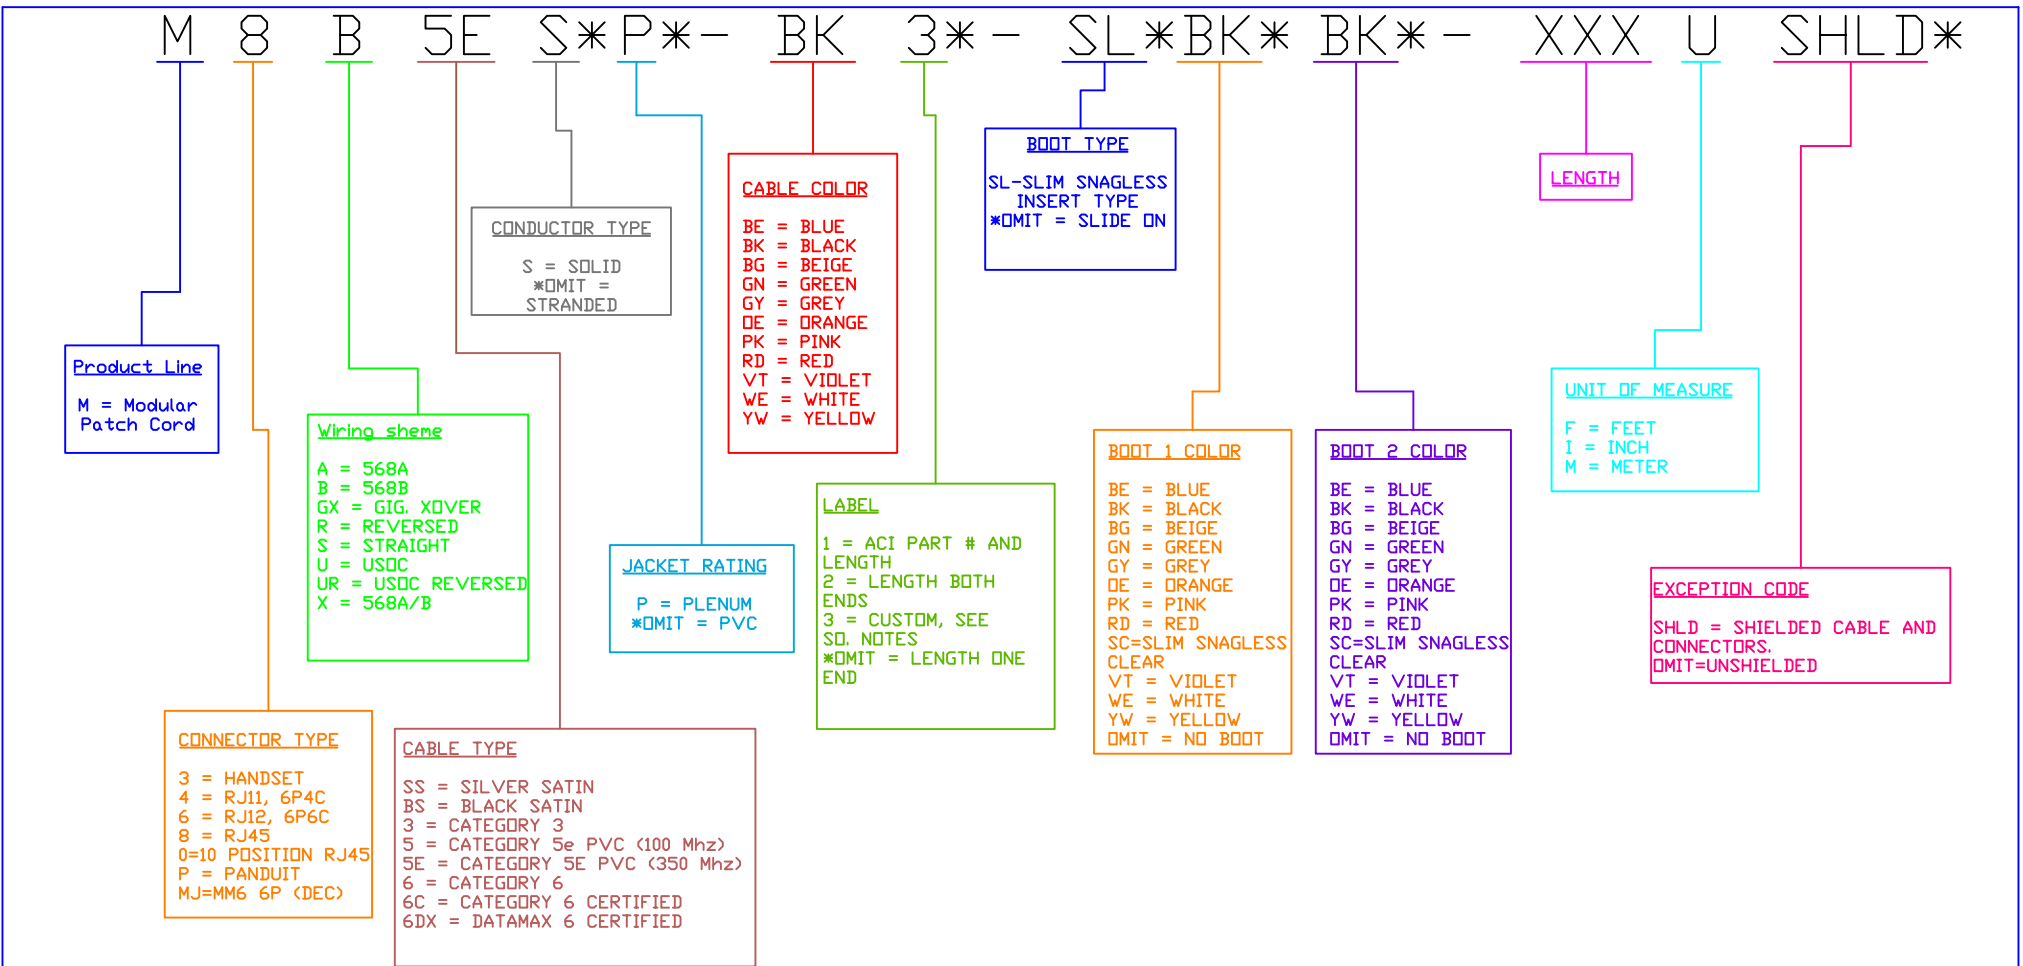 M 8 B 5E S*P*- BK 3*- SL*BK* BK*- XXX U SHLD*
Product Line
M = Modular
Patch Cord
CONNECTOR TYPE
3 = HANDSET
4 = RJ11, 6P4C
6 = RJ12, 6P6C
8 = RJ45
0=10 POSITION RJ45
P = PANDUIT
MJ=MM6 6P (DEC)
Wiring sheme
A = 568A
B = 568B
GX = GIG. XOVER
R = REVERSED
S = STRAIGHT
U = USOC
UR = USOC REVERSED
X = 568A/B
CABLE TYPE
SS = SILVER SATIN
BS = BLACK SATIN
3 = CATEGORY 3
5 = CATEGORY 5e PVC (100 Mhz)
5E = CATEGORY 5E PVC (350 Mhz)
6 = CATEGORY 6
6C = CATEGORY 6 CERTIFIED
6DX = DATAMAX 6 CERTIFIED
CONDUCTOR TYPE
S = SOLID
*OMIT =
STRANDED
JACKET RATING
P = PLENUM
*OMIT = PVC
CABLE COLOR
BE = BLUE
BK = BLACK
BG = BEIGE
GN = GREEN
GY = GREY
OE = ORANGE
PK = PINK
RD = RED
VT = VIOLET
WE = WHITE
YW = YELLOW
LABEL
1 = ACI PART # AND
LENGTH
2 = LENGTH BOTH
ENDS
3 = CUSTOM, SEE
SO. NOTES
*OMIT = LENGTH ONE
END
BOOT TYPE
SL-SLIM SNAGLESS
INSERT TYPE
*OMIT = SLIDE ON
BOOT 1 COLOR
BE = BLUE
BK = BLACK
BG = BEIGE
GN = GREEN
GY = GREY
OE = ORANGE
PK = PINK
RD = RED
SC=SLIM SNAGLESS
CLEAR
VT = VIOLET
WE = WHITE
YW = YELLOW
OMIT = NO BOOT
BOOT 2 COLOR
BE = BLUE
BK = BLACK
BG = BEIGE
GN = GREEN
GY = GREY
OE = ORANGE
PK = PINK
RD = RED
SC=SLIM SNAGLESS
CLEAR
VT = VIOLET
WE = WHITE
YW = YELLOW
OMIT = NO BOOT
LENGTH
UNIT OF MEASURE
F = FEET
I = INCH
M = METER
EXCEPTION CODE
SHLD = SHIELDED CABLE AND
CONNECTORS.
OMIT=UNSHIELDED